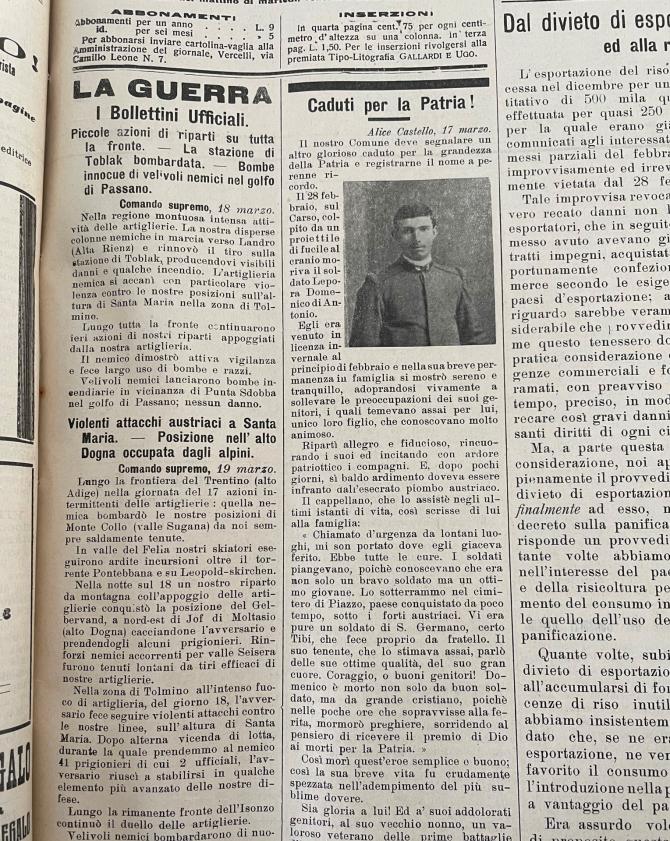 ABBONAMENTI
Abbonamenti per un anno . . L. 9
id. per sei mesi . . » 5
Per abbonarsi inviare cartolina-vaglia alla
Amministrazione del giornale, Vercelli, via
Camillo Leone N. 7.
INSERZIONI
In quarta pagina cent. 75 per ogni centi-
metro d'altezza su una colonna. in terza
pag. L. 1,50. Per le inserzioni rivolgersi alla
premiata Tipo-Litografia GALLARDI E UGO.
LA GUERRA
I Bollettini Ufficiali.
Piccole azioni di riparti su tutta
la fronte. — La stazione di
Toblak bombardata. — Bombe
innocue di velivoli nemici nel golfo
di Passano.
Comando supremo, 18 marzo.
Nella regione montuosa intensa atti-
vità delle artiglierie. La nostra disperse
colonne nemiche in marcia verso Landro
(Alta Rienz) e rinnovò il tiro sulla
stazione di Toblak, producendovi visibili
danni e qualche incendio. L'artiglieria
nemica si accanì con particolare vio-
lenza contro le nostre posizioni sull'al-
tura di Santa Maria nella zona di Tol-
mino.
Lungo tutta la fronte continuarono
ieri azioni di nostri riparti appoggiati
dalla nostra artiglieria.
Il nemico dimostrò attiva vigilanza
e fece largo uso di bombe e razzi.
Velivoli nemici lanciarono bombe in-
cendiarie in vicinanza di Punta Sdobba
nel golfo di Passano; nessun danno.
Violenti attacchi austriaci a Santa
Maria. — Posizione nell' alto
Dogna occupata dagli alpini.
Comando supremo, 19 marzo.
Lungo la frontiera del Trentino (alto
Adige) nella giornata del 17 azioni in-
termittenti delle artiglierie: quella ne-
mica bombardò le nostre posizioni di
Monte Collo (valle Sugana) da noi sem-
pre saldamente tenute.
In valle del Fella nostri skiatori ese-
guirono ardite incursioni oltre il tor-
rente Pontebbana e su Leopold-skirchen.
Nella notte sul 18 un nostro riparto
da montagna coll'appoggio delle arti-
glierie conquistò la posizione del Gel-
bervand, a nord-est di Jof di Moltasio
(alto Dogna) cacciandone l'avversario e
prendendogli alcuni prigionieri. Rin-
forzi nemici accorrenti per valle Seisera
furono tenuti lontani da tiri efficaci di
nostre artiglierie.
Nella zona di Tolmino all'intenso fuo-
co di artiglieria, del giorno 18, l'avver-
sario fece seguire violenti attacchi contro
le nostre linee, sull'altura di Santa
Maria. Dopo alterna vicenda di lotta,
durante la quale prendemmo al nemico
41 prigionieri di cui 2 ufficiali, l'av-
versario riuscì a stabilirsi in qualche
elemento più avanzato delle nostre di-
fese.
Lungo la rimanente fronte dell'Isonzo
continuò il duello delle artiglierie.
Velivoli nemici bombardarono di nuo-
Caduti per la Patria!
Alice Castello, 17 marzo.
Il nostro Comune deve segnalare un
altro glorioso caduto per la grandezza
della Patria e registrarne il nome a pe-
renne ri-
cordo.
Il 28 feb-
braio, sul
Carso, col-
pito da un
proiettile
di fucile al
cranio mo-
riva il sol-
dato Lepo-
ra Dome-
nico di An-
tonio.
Egli era
venuto in
licenza in-
vernale al
principio di febbraio e nella sua breve per-
manenza in famiglia si mostrò sereno e
tranquillo, adoprandosi vivamente a
sollevare le preoccupazioni dei suoi ge-
nitori, i quali temevano assai per lui,
unico loro figlio, che conoscevano molto
animoso.
Ripartì allegro e fiducioso, rincuo-
rando i suoi ed incitando con ardore
patriottico i compagni. E, dopo pochi
giorni, sì baldo ardimento doveva essere
infranto dall'esecrato piombo austriaco.
Il cappellano, che lo assistè negli ul-
timi istanti di vita, così scrisse di lui
alla famiglia:
« Chiamato d'urgenza da lontani luo-
ghi, mi son portato dove egli giaceva
ferito. Ebbe tutte le cure. I soldati
piangevano, poichè conoscevano che era
non solo un bravo soldato ma un otti-
mo giovane. Lo sotterrammo nel cimi-
tero di Piazzo, paese conquistato da poco
tempo, sotto i forti austriaci. Vi era
pure un soldato di S. Germano, certo
Tibi, che fece proprio da fratello. Il
suo tenente, che lo stimava assai, parlò
delle sue ottime qualità, del suo gran
cuore. Coraggio, o buoni genitori! Do-
menico è morto non solo da buon sol-
dato, ma da grande cristiano, poichè
nelle poche ore che sopravvisse alla fe-
rita, mormorò preghiere, sorridendo al
pensiero di ricevere il premio di Dio
ai morti per la Patria. »
Così morì quest'eroe semplice e buono;
così la sua breve vita fu crudamente
spezzata nell'adempimento del più su-
blime dovere.
Sia gloria a lui! Ed a' suoi addolorati
genitori, al suo vecchio nonno, un va-
loroso veterano delle prime battaglie
Dal divieto di espo
ed alla r
L'esportazione del riso
cessa nel dicembre per un
titativo di 500 mila qu
effettuata per quasi 250
per la quale erano gi
comunicati agli interessat
messi parziali del febbra
improvvisamente ed irrev
mente vietata dal 28 fe
Tale improvvisa revoca
vero recato danni non l
esportatori, che in seguit
messo avuto avevano gi
tratti impegni, acquistat
portunamente confezion
merce secondo le esige
paesi d'esportazione; a
riguardo sarebbe veram
siderabile che provvedim
me questo tenessero do
pratica considerazione
genze commerciali e fe
ramati, con preavviso
tempo, preciso, in mod
recare così gravi danni
santi diritti di ogni ci
Ma, a parte questa
considerazione, noi ap
pienamente il provvedi
divieto di esportazion
finalmente ad esso, m
decreto sulla panifica
risponde un provvedi
tante volte abbiamo
nell'interesse del pae
e della risicoltura pe
mento del consumo in
le quello dell'uso de
panificazione.
Quante volte, subi
divieto di esportazio
all'accumularsi di fo
cenze di riso inutil
abbiamo insistentem
dato che, se ne era
esportazione, ne ver
favorito il consumo
l'introduzione nella p
a vantaggio del pa
Era assurdo vole